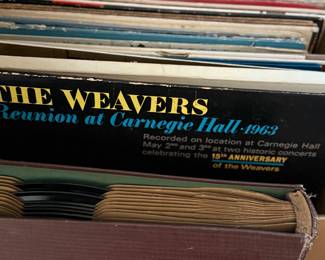 THE WEAVERS
Reunion at Carnegie Hall·1963
Recorded on location at Carnegie Hall
May 2nd and 3rd at two historic concerts
celebrating the 15th ANNIVERSARY
of the Weavers